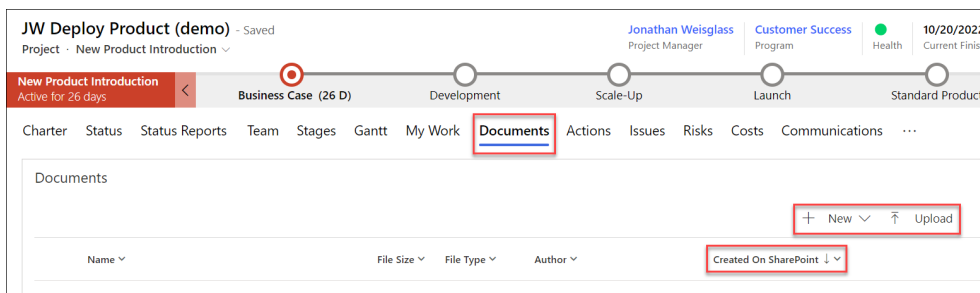 JW Deploy Product (demo) - Saved
Project · New Product Introduction
Jonathan Weisglass
Project Manager
Customer Success
Program
Health
10/20/2022
Current Finis
New Product Introduction
Active for 26 days
Business Case (26 D)
Development
Scale-Up
Launch
Standard Product
Charter Status Status Reports Team Stages Gantt My Work Documents Actions Issues Risks Costs Communications ...
Documents
+ New Upload
Name File Size File Type Author Created On SharePoint ↓